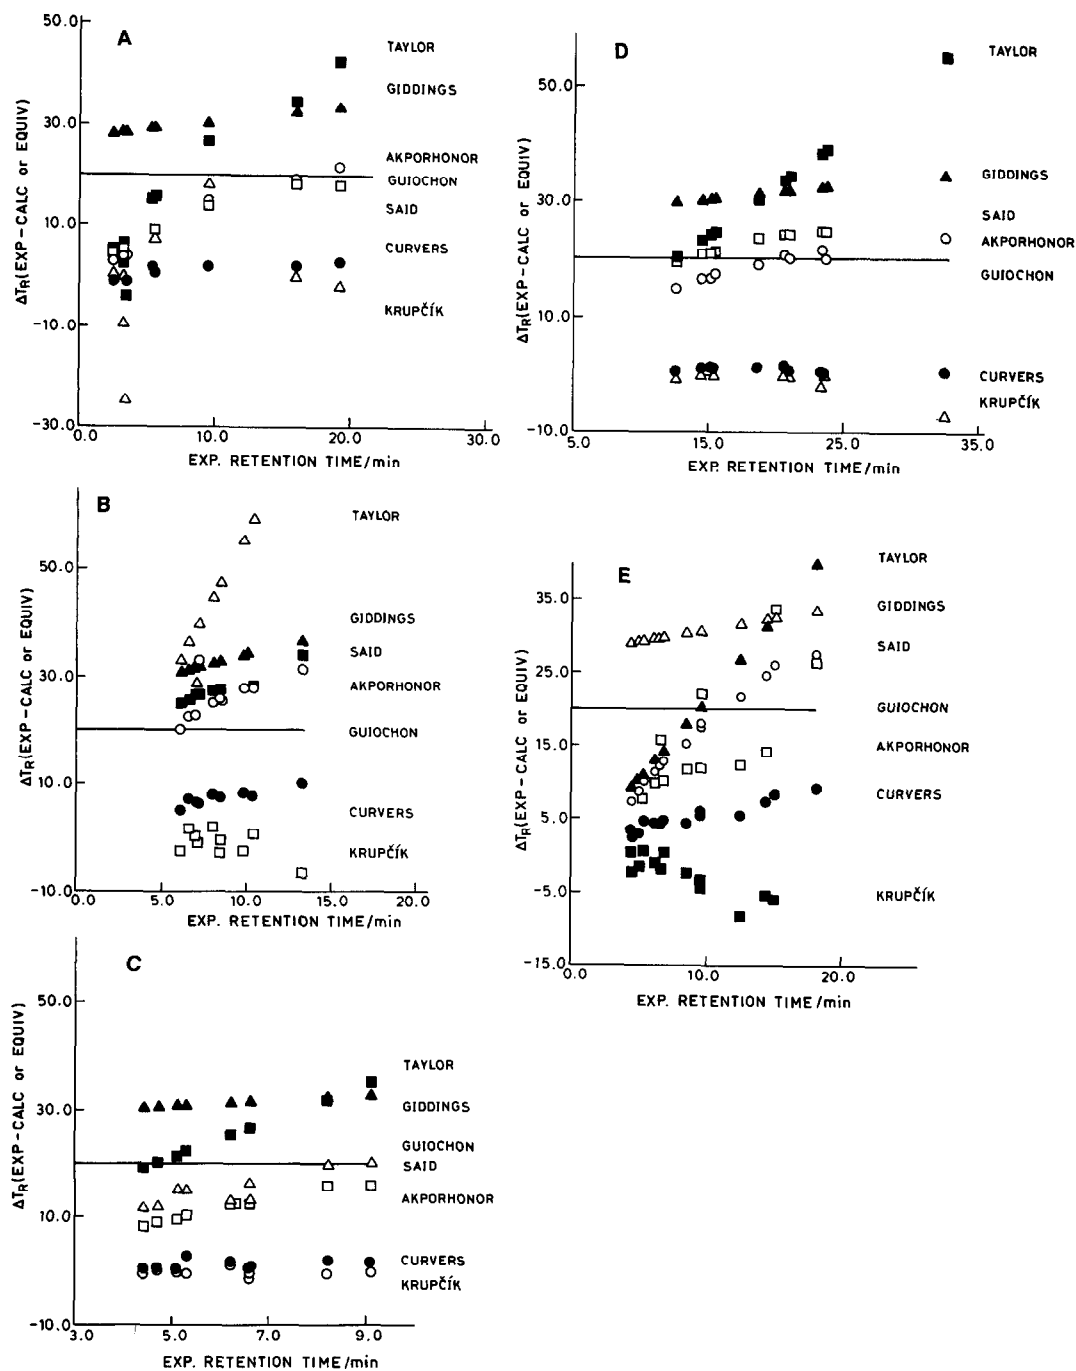 A
50.0
30.0
10.0
-10.0
-30.0
ΔTR(EXP-CALC or EQUIV)
0.0
10.0
20.0
30.0
EXP. RETENTION TIME/min
TAYLOR
GIDDINGS
AKPORHONOR
GUIOCHON
SAID
CURVERS
KRUPČÍK
D
50.0
30.0
10.0
-10.0
ΔTR(EXP-CALC or EQUIV)
5.0
15.0
25.0
35.0
EXP. RETENTION TIME/min
TAYLOR
GIDDINGS
SAID
AKPORHONOR
GUIOCHON
CURVERS
KRUPČÍK
B
50.0
30.0
10.0
-10.0
ΔTR(EXP-CALC or EQUIV)
0.0
5.0
10.0
15.0
20.0
EXP. RETENTION TIME/min
TAYLOR
GIDDINGS
SAID
AKPORHONOR
GUIOCHON
CURVERS
KRUPČÍK
E
35.0
25.0
15.0
5.0
-5.0
-15.0
ΔTR(EXP-CALC or EQUIV)
0.0
10.0
20.0
EXP. RETENTION TIME/min
TAYLOR
GIDDINGS
SAID
GUIOCHON
AKPORHONOR
CURVERS
KRUPČÍK
C
50.0
30.0
10.0
-10.0
ΔTR(EXP-CALC or EQUIV)
3.0
5.0
7.0
9.0
EXP. RETENTION TIME/min
TAYLOR
GIDDINGS
GUIOCHON
SAID
AKPORHONOR
CURVERS
KRUPČÍK